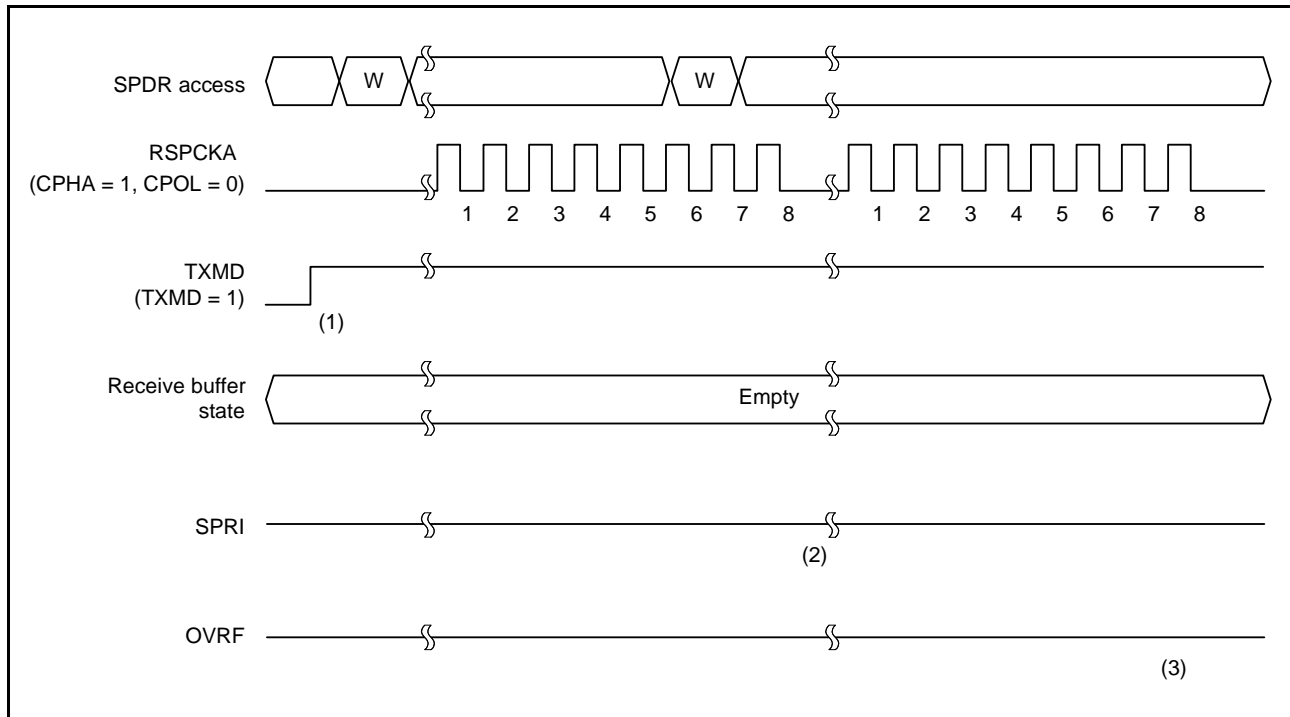 SPDR access
W
W
RSPCKA
(CPHA = 1, CPOL = 0)
1 2 3 4 5 6 7 8
1 2 3 4 5 6 7 8
TXMD
(TXMD = 1)
(1)
Receive buffer
state
Empty
SPRI
(2)
OVRF
(3)